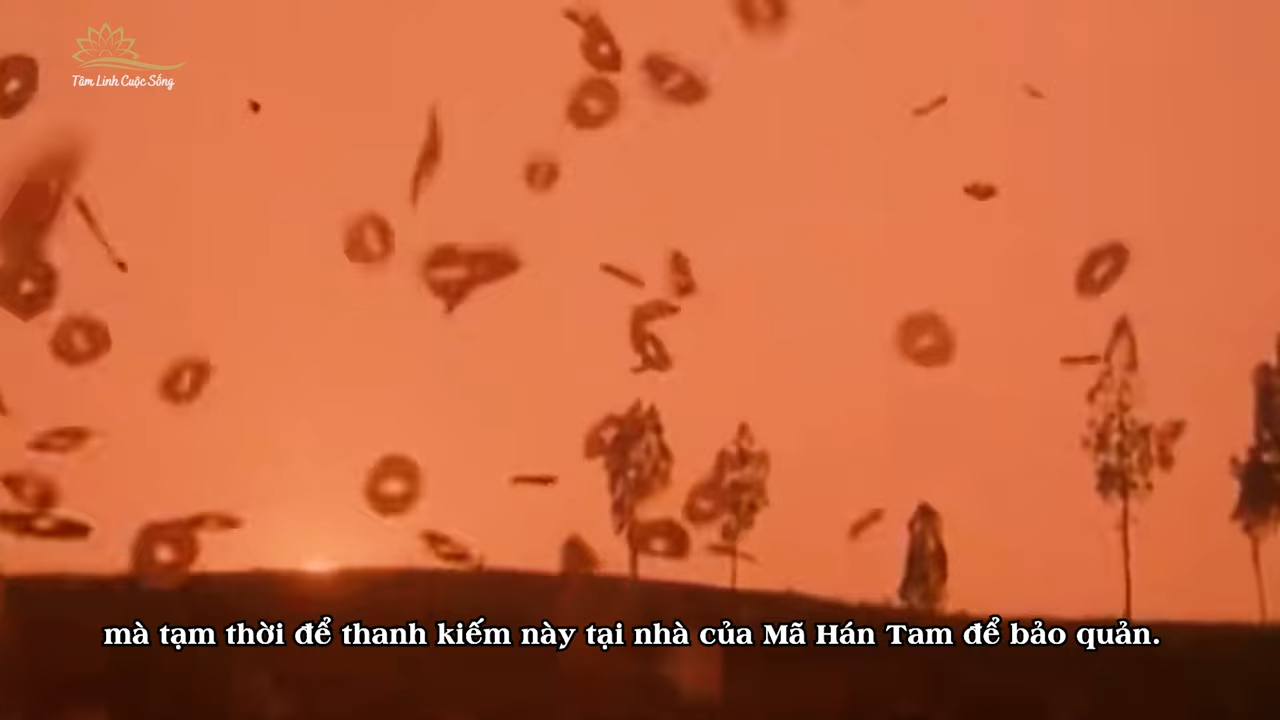 Tâm Linh Cuộc Sống
mà tạm thời để thanh kiếm này tại nhà của Mã Hán Tam để bảo quản.